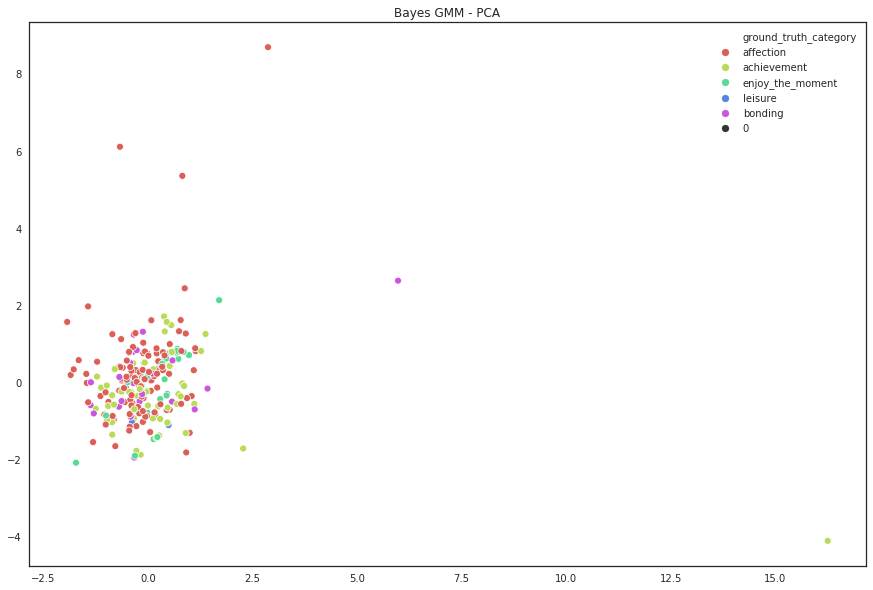 Bayes GMM - PCA
ground_truth_category
affection
achievement
enjoy_the_moment
leisure
bonding
0
8
6
4
2
0
−2
−4
−2.5 0.0 2.5 5.0 7.5 10.0 12.5 15.0